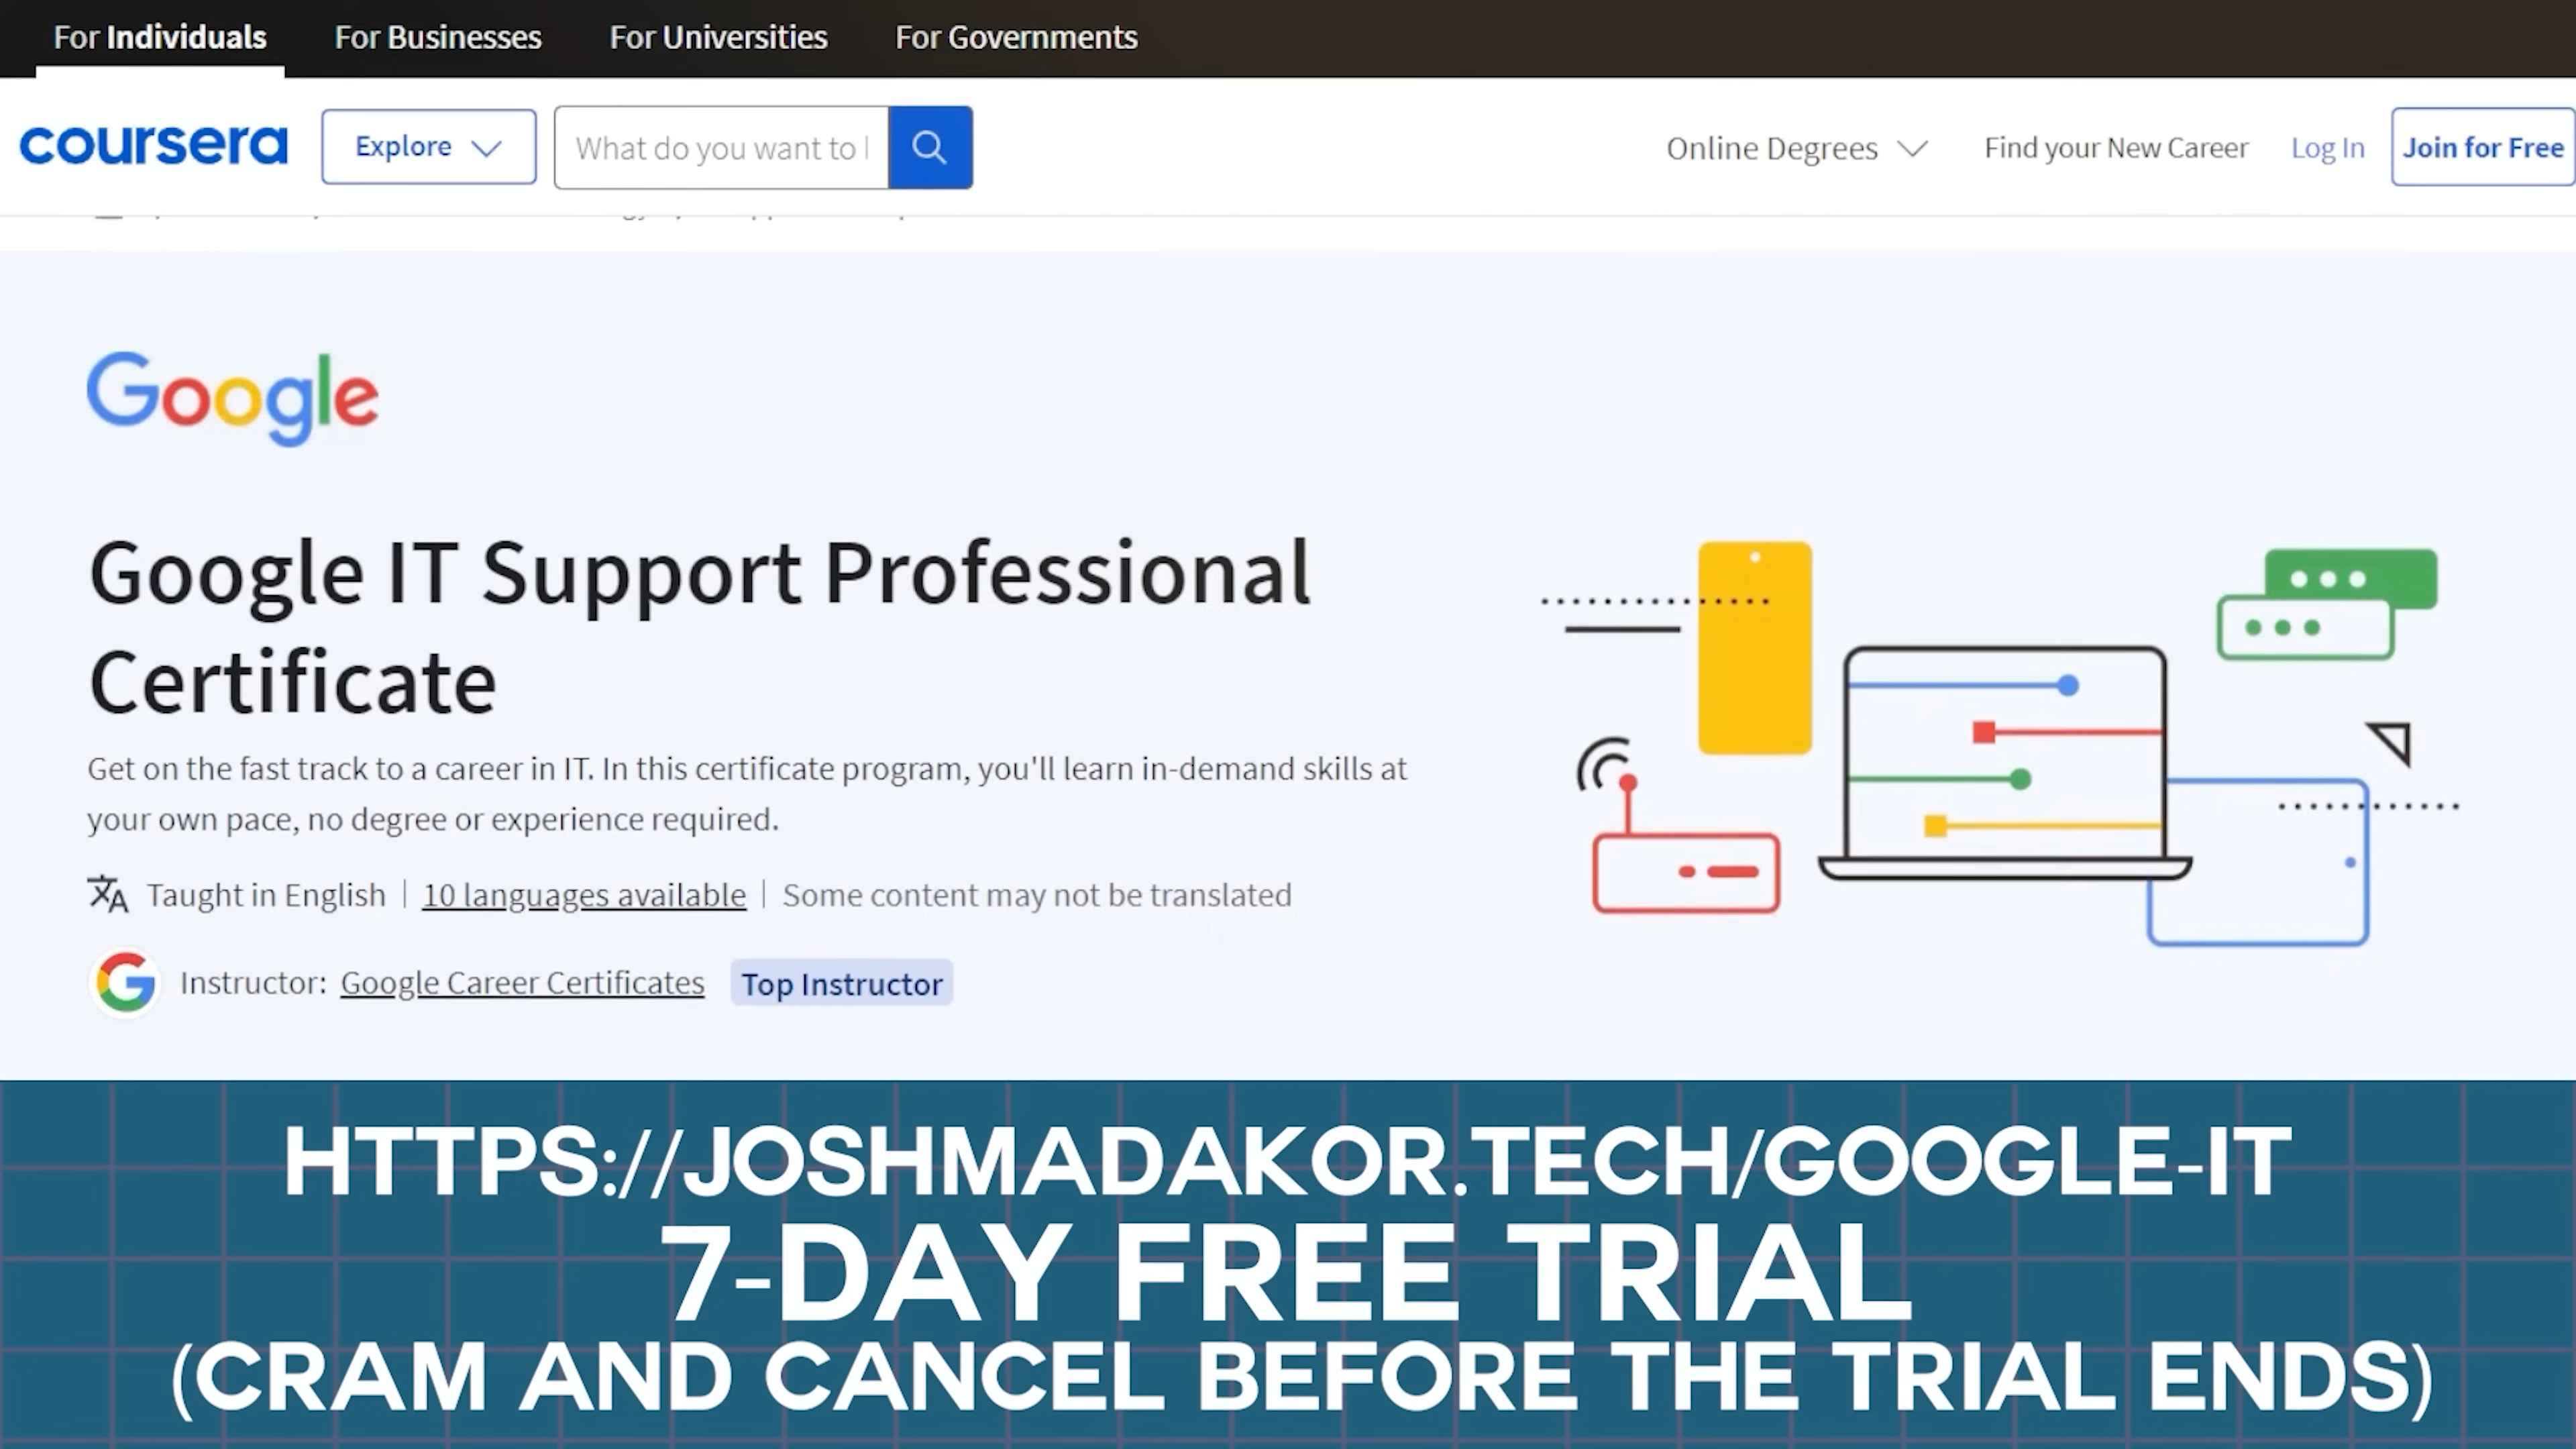 For Individuals For Businesses For Universities For Governments
coursera Explore What do you want to l Online Degrees Find your New Career Log In Join for Free
Google
Google IT Support Professional
Certificate
Get on the fast track to a career in IT. In this certificate program, you'll learn in-demand skills at
your own pace, no degree or experience required.
Taught in English | 10 languages available | Some content may not be translated
G Instructor: Google Career Certificates Top Instructor
HTTPS://JOSHMADAKOR.TECH/GOOGLE-IT
7-DAY FREE TRIAL
(CRAM AND CANCEL BEFORE THE TRIAL ENDS)